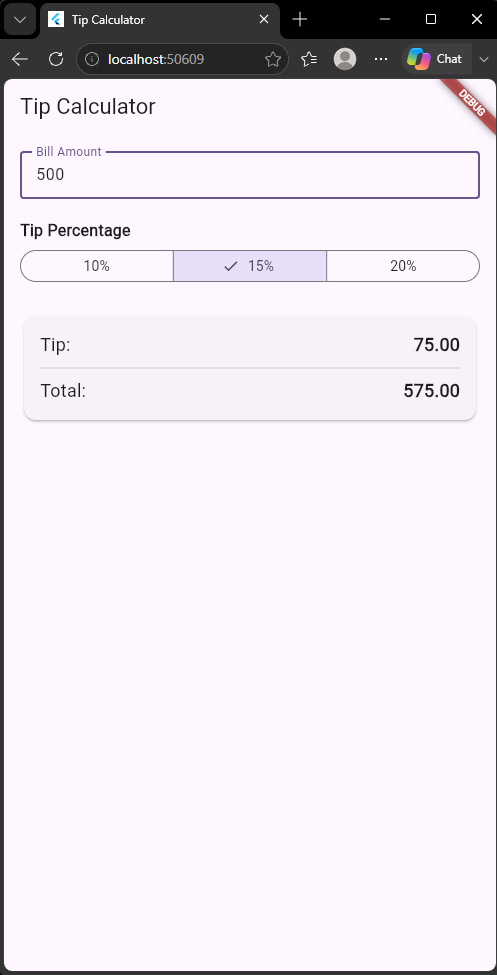 Tip Calculator
localhost:50609
Chat
Tip Calculator
DEBUG
Bill Amount
500
Tip Percentage
10% 15% 20%
Tip: 75.00
Total: 575.00